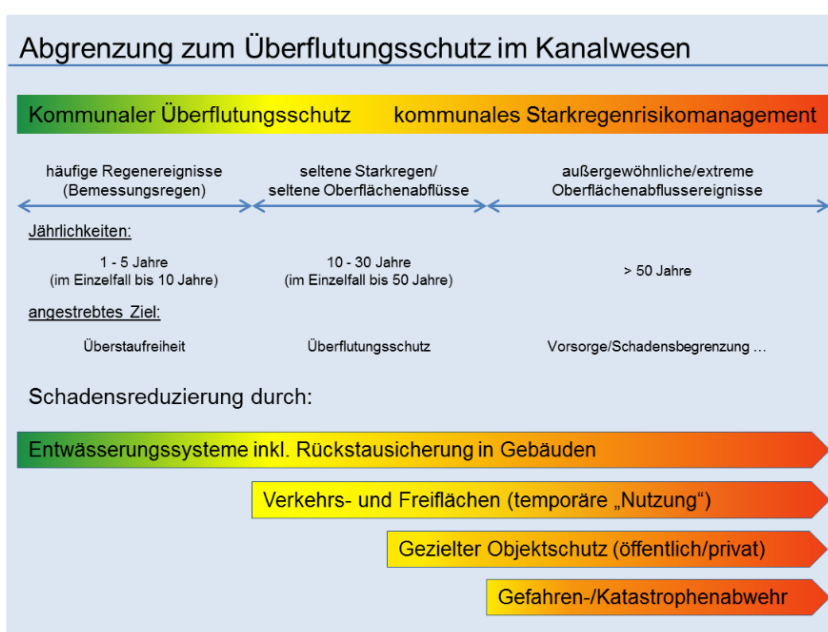 Abgrenzung zum Überflutungsschutz im Kanalwesen
Kommunaler Überflutungsschutz kommunales Starkregenrisikomanagement
häufige Regenereignisse
(Bemessungsregen)
seltene Starkregen/
seltene Oberflächenabflüsse
außergewöhnliche/extreme
Oberflächenabflussereignisse
Jährlichkeiten:
1 - 5 Jahre
(im Einzelfall bis 10 Jahre)
10 - 30 Jahre
(im Einzelfall bis 50 Jahre)
> 50 Jahre
angestrebtes Ziel:
Überstaufreiheit
Überflutungsschutz
Vorsorge/Schadensbegrenzung ...
Schadensreduzierung durch:
Entwässerungssysteme inkl. Rückstausicherung in Gebäuden
Verkehrs- und Freiflächen (temporäre „Nutzung“)
Gezielter Objektschutz (öffentlich/privat)
Gefahren-/Katastrophenabwehr